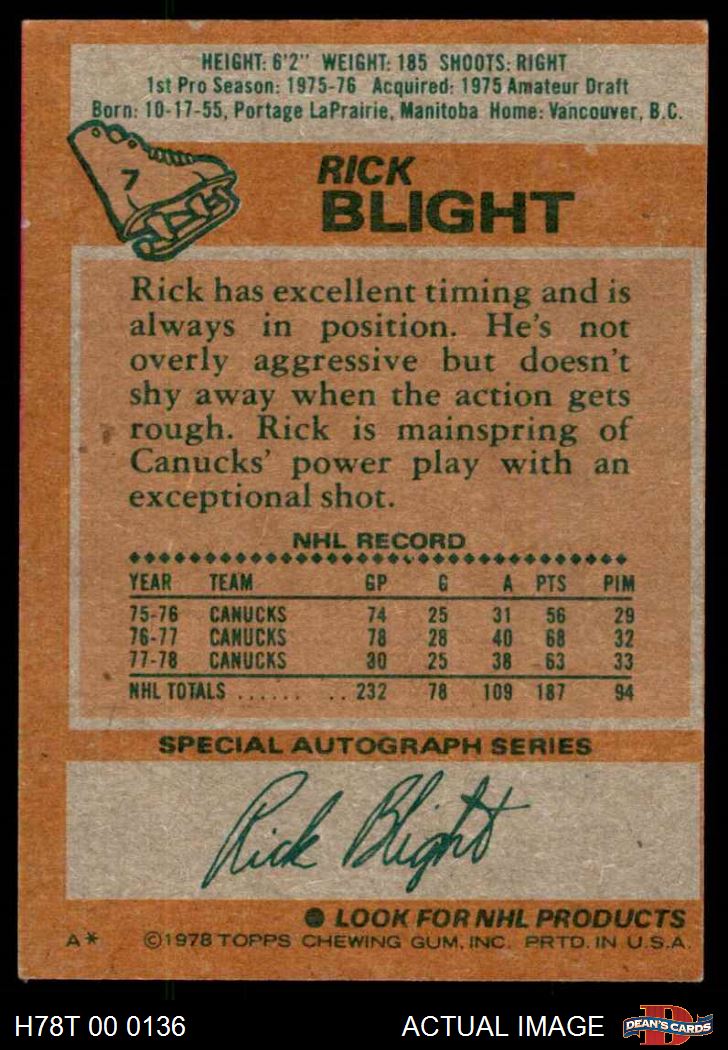 HEIGHT: 6'2" WEIGHT: 185 SHOOTS: RIGHT
1st Pro Season: 1975-76 Acquired: 1975 Amateur Draft
Born: 10-17-55, Portage LaPrairie, Manitoba Home: Vancouver, B.C.
7
RICK
BLIGHT
Rick has excellent timing and is
always in position. He's not
overly aggressive but doesn't
shy away when the action gets
rough. Rick is mainspring of
Canucks' power play with an
exceptional shot.
NHL RECORD
YEAR TEAM GP G A PTS PIM
75-76 CANUCKS 74 25 31 56 29
76-77 CANUCKS 78 28 40 68 32
77-78 CANUCKS 80 25 38 63 33
NHL TOTALS ...... .. 232 78 109 187 94
SPECIAL AUTOGRAPH SERIES
Rick Blight
● LOOK FOR NHL PRODUCTS
A* ©1978 TOPPS CHEWING GUM, INC. PRTD. IN U.S.A.
H78T 00 0136 ACTUAL IMAGE
D
DEAN'S CARDS